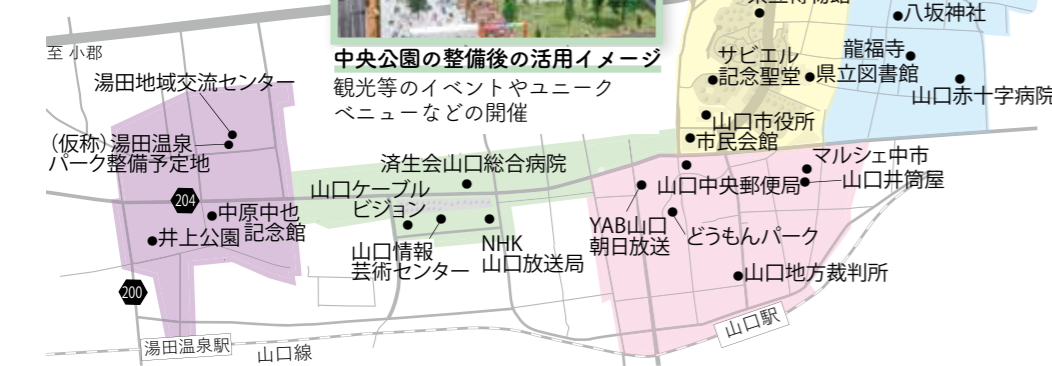 八坂神社
至 小郡
中央公園の整備後の活用イメージ
観光等のイベントやユニーク
ベニューなどの開催
湯田地域交流センター
(仮称)湯田温泉
パーク整備予定地
サビエル
記念聖堂
龍福寺
県立図書館
山口赤十字病院
山口市役所
市民会館
済生会山口総合病院
山口ケーブル
ビジョン
山口情報
芸術センター
NHK
山口放送局
204
中原中也
記念館
井上公園
200
マルシェ中市
山口井筒屋
山口中央郵便局
YAB山口
朝日放送
どうもんパーク
山口地方裁判所
山口駅
湯田温泉駅
山口線